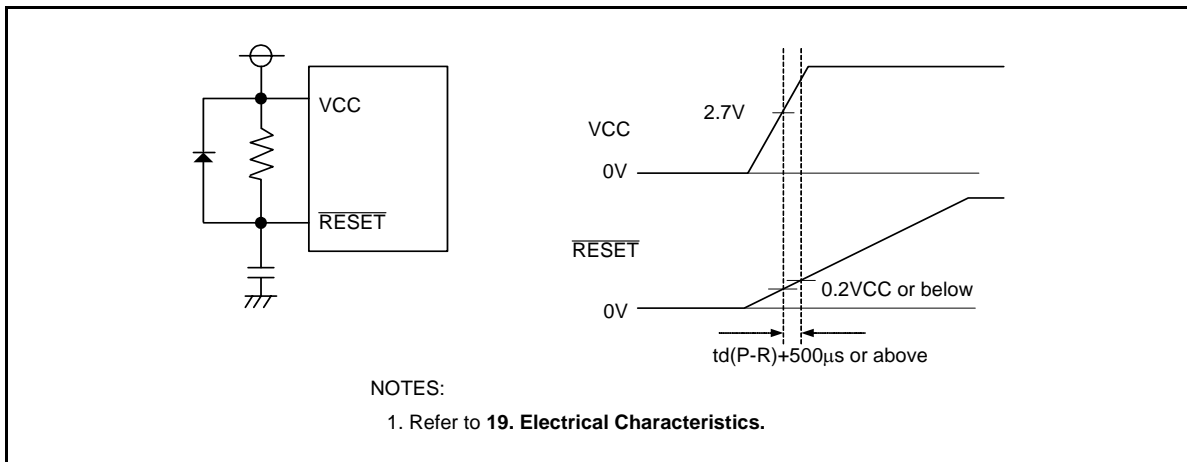 VCC
RESET
2.7V
VCC
0V
RESET
0.2VCC or below
0V
td(P-R)+500μs or above
NOTES:
1. Refer to 19. Electrical Characteristics.